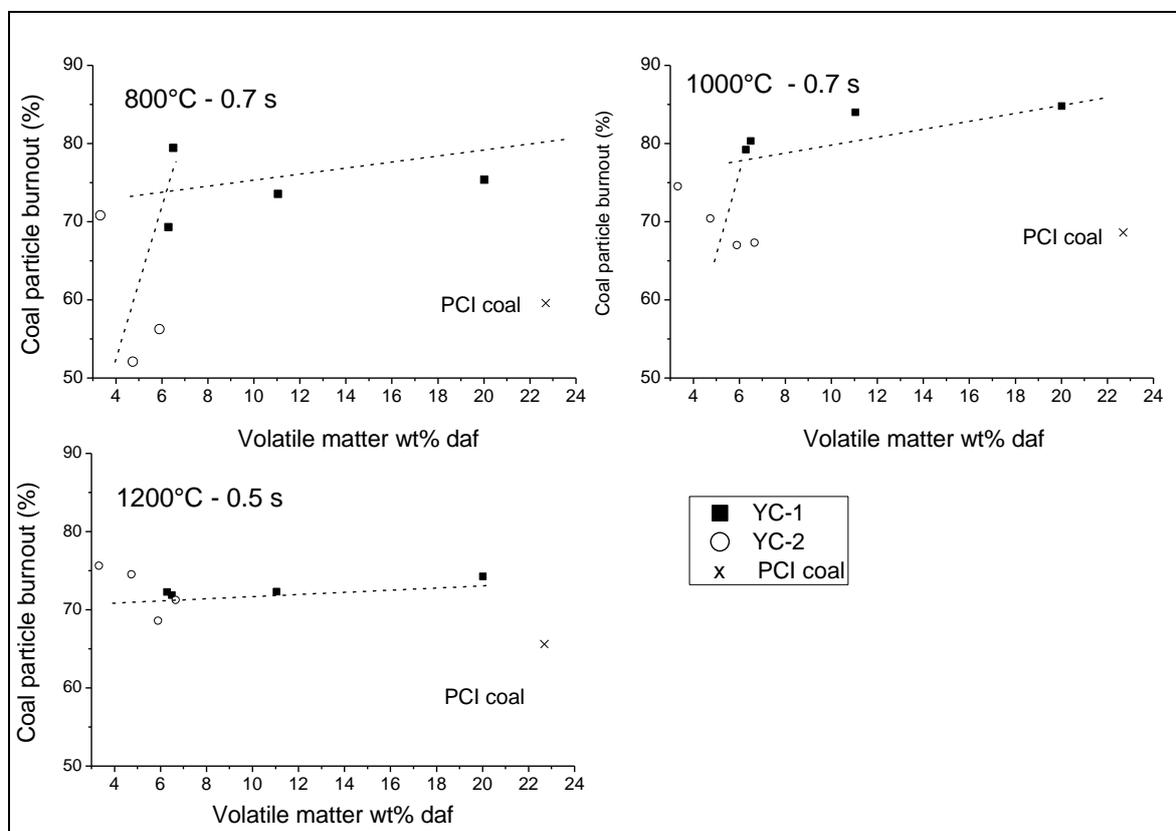 90
80
70
60
50
Coal particle burnout (%)
800°C - 0.7 s
PCI coal
4 6 8 10 12 14 16 18 20 22 24
Volatile matter wt% daf
90
80
70
60
50
Coal particle burnout (%)
1000°C - 0.7 s
PCI coal
4 6 8 10 12 14 16 18 20 22 24
Volatile matter wt% daf
90
80
70
60
50
Coal particle burnout (%)
1200°C - 0.5 s
PCI coal
4 6 8 10 12 14 16 18 20 22 24
Volatile matter wt% daf
YC-1
YC-2
x PCI coal